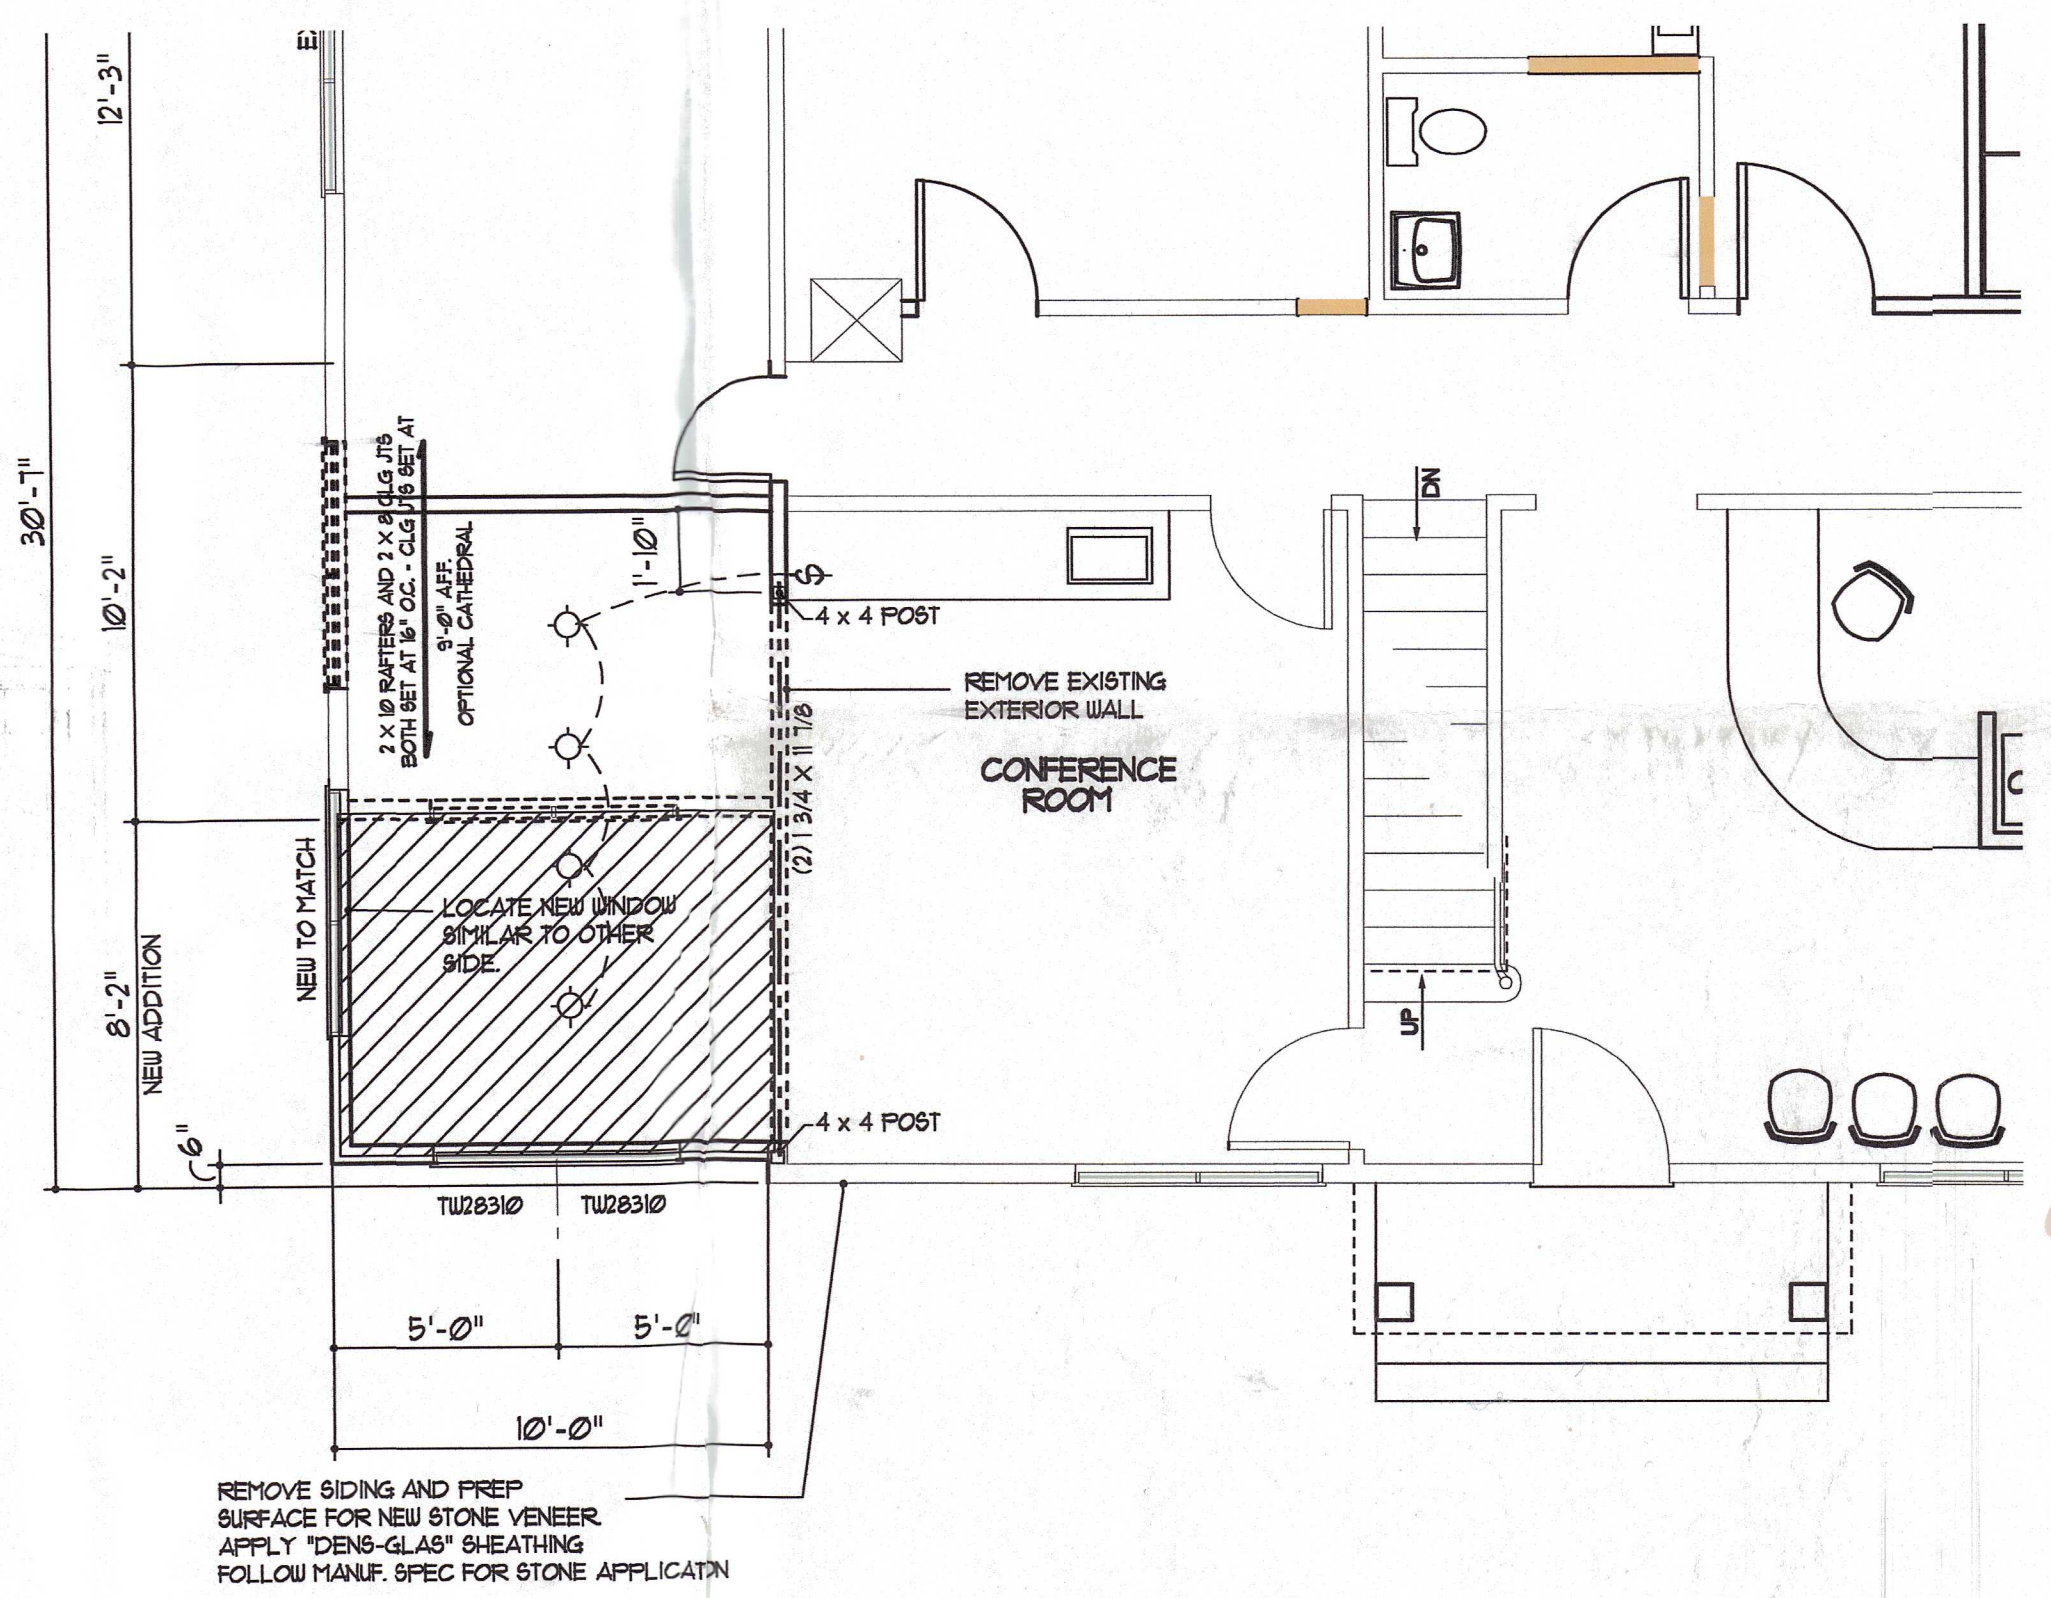 12'-3"
30'-7"
10'-2"
8'-2"
NEW ADDITION
6"
NEW TO MATCH
2 X 10 RAFTERS AND 2 X 8 CLG JTS
BOTH SET AT 16" O.C. - CLG JTS SET AT
9'-0" AFF.
OPTIONAL CATHEDRAL
1'-10"
S
4 x 4 POST
REMOVE EXISTING
EXTERIOR WALL
(2) 1 3/4 X 11 7/8
CONFERENCE
ROOM
DN
UP
LOCATE NEW WINDOW
SIMILAR TO OTHER
SIDE.
4 x 4 POST
TW28310
TW28310
5'-0"
5'-0"
10'-0"
REMOVE SIDING AND PREP
SURFACE FOR NEW STONE VENEER
APPLY "DENS-GLAS" SHEATHING
FOLLOW MANUF. SPEC FOR STONE